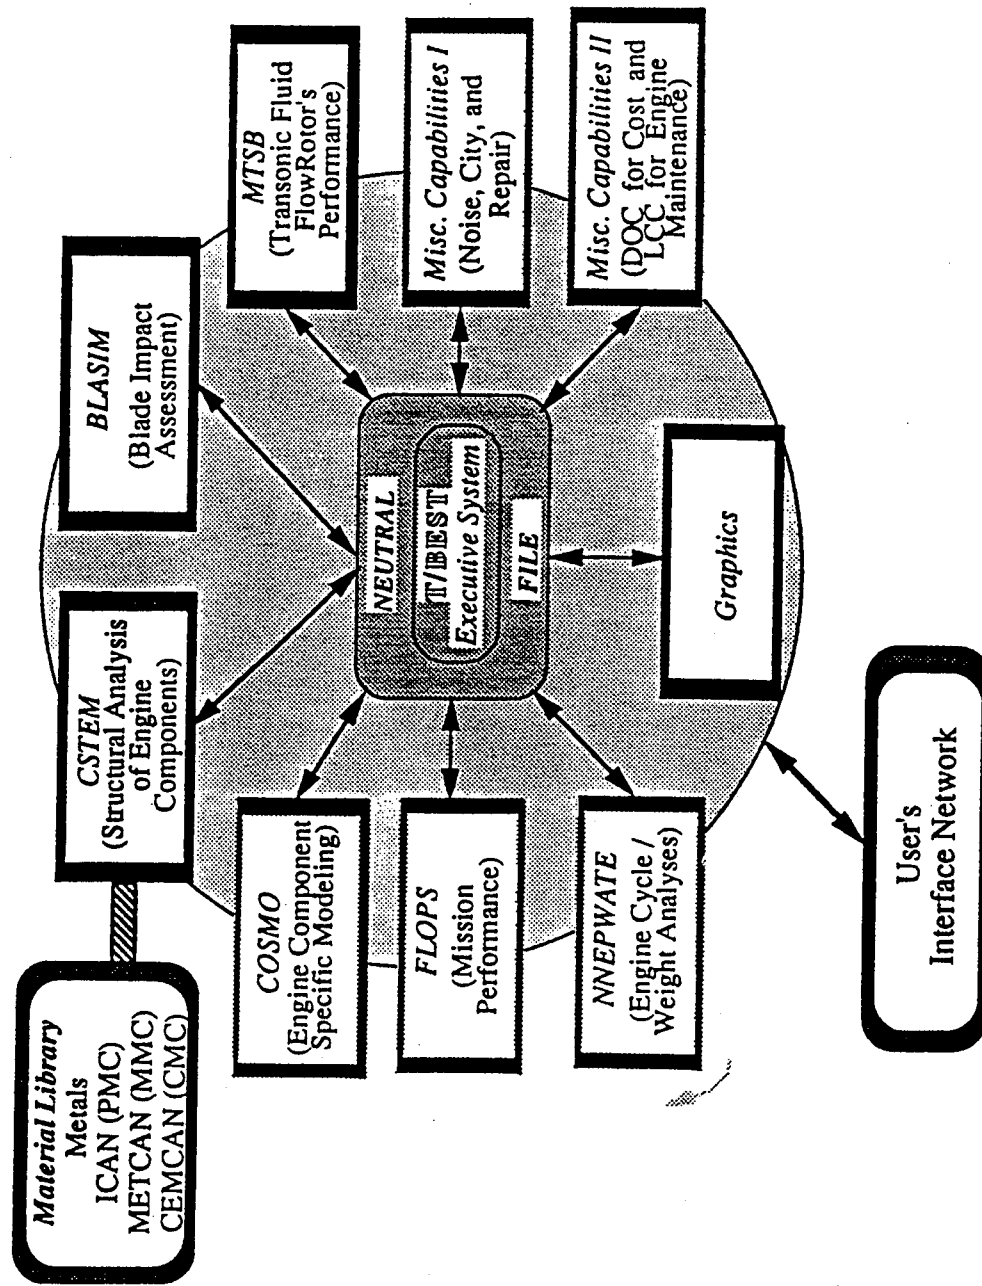 Material Library
Metals
ICAN (PMC)
METCAN (MMC)
CEMCAN (CMC)
CSTEM
(Structural Analysis
of Engine
Components)
BLASIM
(Blade Impact
Assessment)
COSMO
(Engine Component
Specific Modeling)
FLOPS
(Mission
Performance)
NNEPWATE
(Engine Cycle /
Weight Analyses)
NEUTRAL
T/BEST
Executive System
FILE
MTSB
(Transonic Fluid
FlowRotor's
Performance)
Misc. Capabilities I
(Noise, City, and
Repair)
Misc. Capabilities II
(DOC for Cost and
LCC for Engine
Maintenance)
Graphics
User's
Interface Network